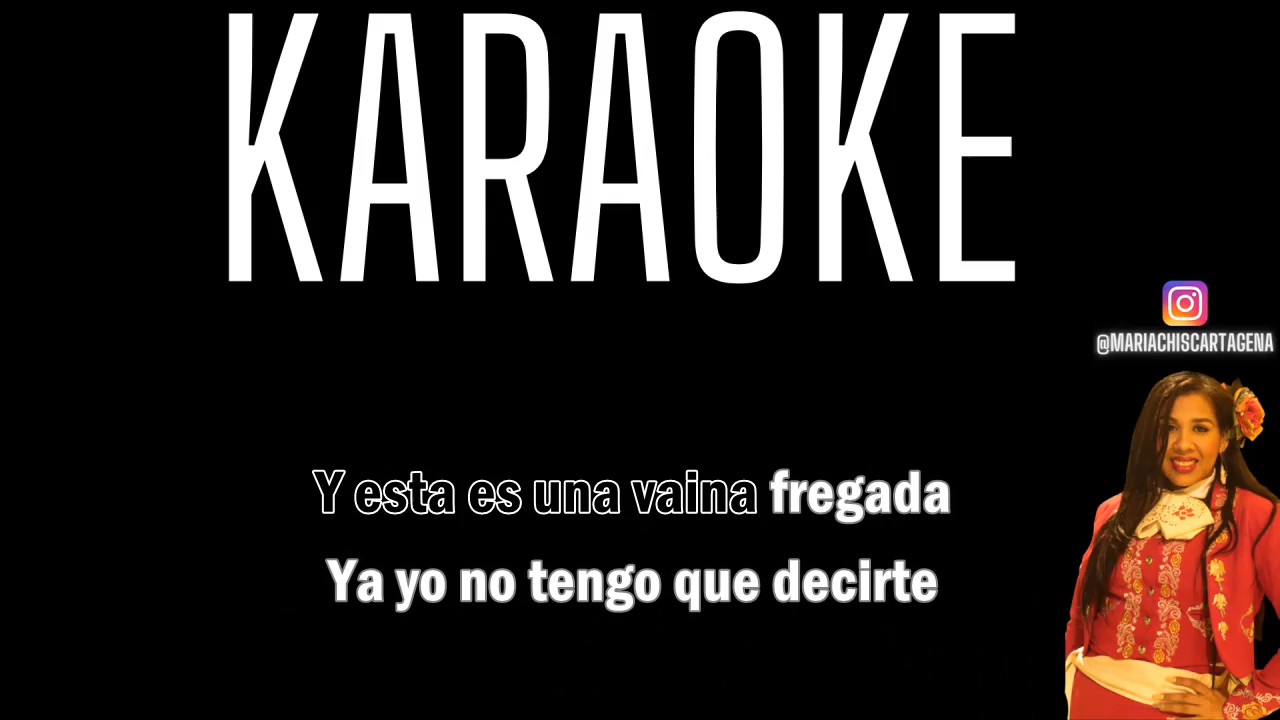 KARAOKE
@MARIACHISCARTAGENA
Y esta es una vaina fregada
Ya yo no tengo que decirte